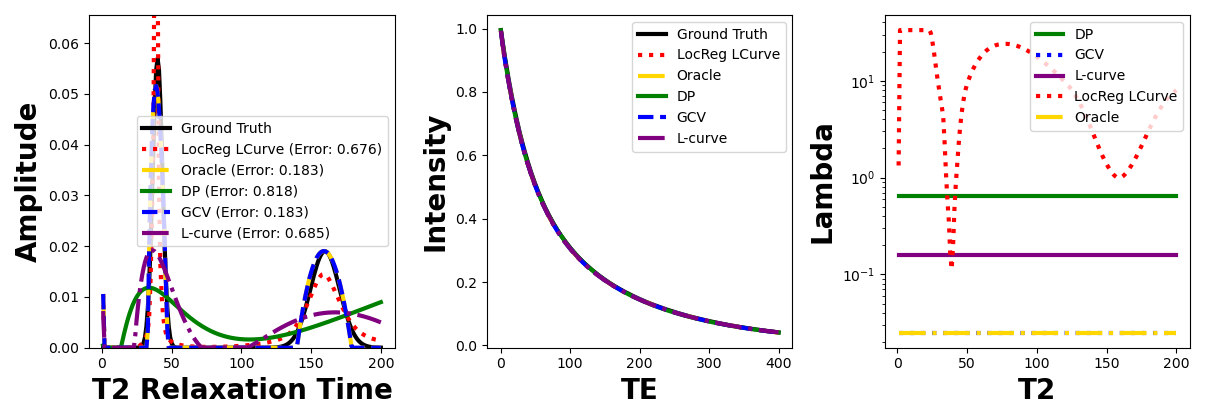 Amplitude
0.06
0.05
0.04
0.03
0.02
0.01
0.00
Ground Truth
LocReg LCurve (Error: 0.676)
Oracle (Error: 0.183)
DP (Error: 0.818)
GCV (Error: 0.183)
L-curve (Error: 0.685)
0 50 100 150 200
T2 Relaxation Time
Intensity
1.0
0.8
0.6
0.4
0.2
0.0
Ground Truth
LocReg LCurve
Oracle
DP
GCV
L-curve
0 100 200 300 400
TE
Lambda
10¹
10⁰
10⁻¹
DP
GCV
L-curve
LocReg LCurve
Oracle
0 50 100 150 200
T2